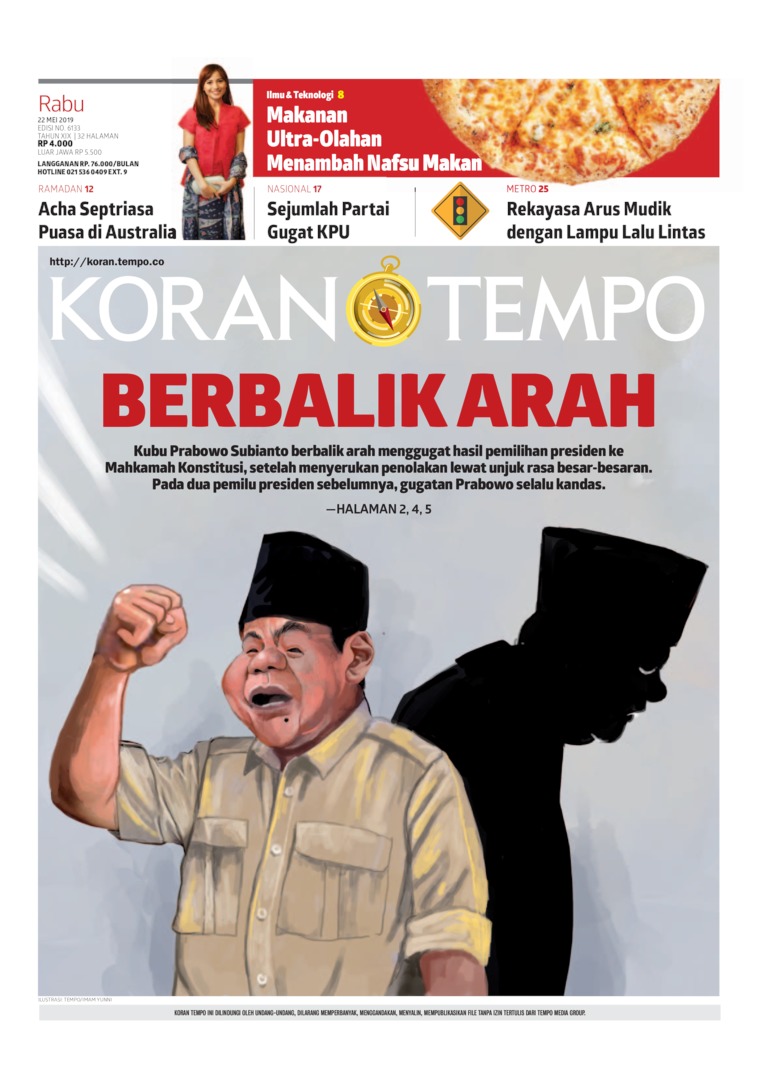 Rabu
22 MEI 2019
EDISI NO. 6133
TAHUN XIX | 32 HALAMAN
RP 4.000
LUAR JAWA RP 5.500
LANGGANAN RP. 76.000/BULAN
HOTLINE 021 536 0409 EXT. 9
Ilmu & Teknologi 8
Makanan
Ultra-Olahan
Menambah Nafsu Makan
RAMADAN 12
Acha Septriasa
Puasa di Australia
NASIONAL 17
Sejumlah Partai
Gugat KPU
METRO 25
Rekayasa Arus Mudik
dengan Lampu Lalu Lintas
http://koran.tempo.co
KORAN TEMPO
BERBALIK ARAH
Kubu Prabowo Subianto berbalik arah menggugat hasil pemilihan presiden ke
Mahkamah Konstitusi, setelah menyerukan penolakan lewat unjuk rasa besar-besaran.
Pada dua pemilu presiden sebelumnya, gugatan Prabowo selalu kandas.
—HALAMAN 2, 4, 5
ILUSTRASI TEMPO/IMAM YUNNI
KORAN TEMPO INI DILINDUNGI OLEH UNDANG-UNDANG, DILARANG MEMPERBANYAK, MENGGANDAKAN, MENYALIN, MEMPUBLIKASIKAN FILE TANPA IZIN TERTULIS DARI TEMPO MEDIA GROUP.